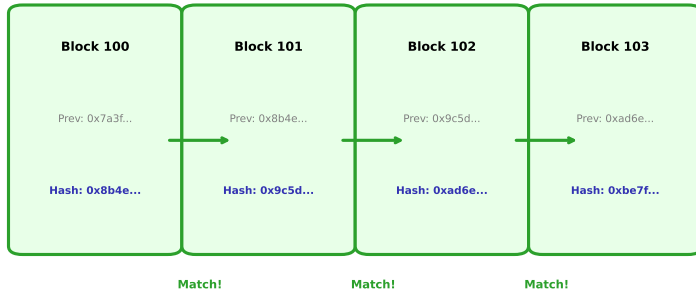 Block 100
Prev: 0x7a3f...
Hash: 0x8b4e...
Block 101
Prev: 0x8b4e...
Hash: 0x9c5d...
Block 102
Prev: 0x9c5d...
Hash: 0xad6e...
Block 103
Prev: 0xad6e...
Hash: 0xbe7f...
Match!
Match!
Match!